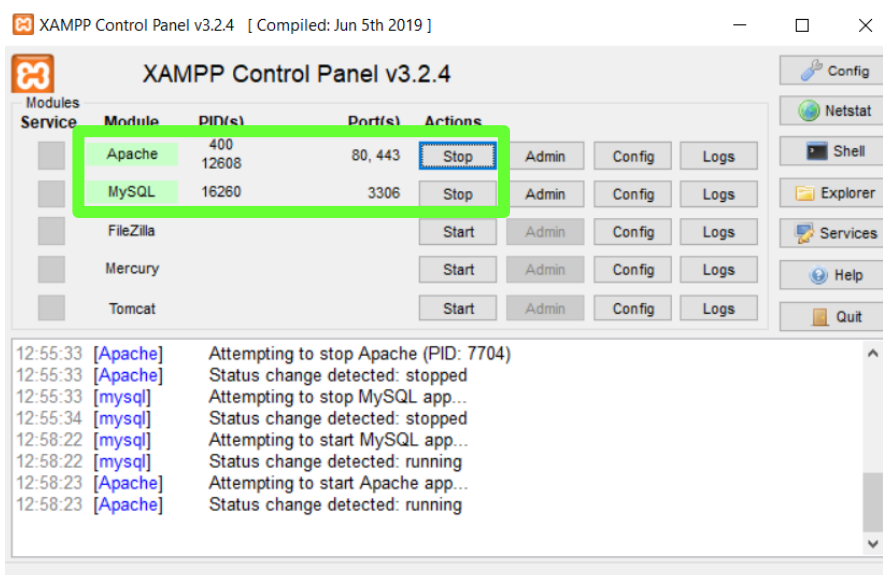 XAMPP Control Panel v3.2.4 [ Compiled: Jun 5th 2019 ]
XAMPP Control Panel v3.2.4
Config
Modules
Service Module PID(s) Port(s) Actions
Netstat
Apache 400 12608 80, 443 Stop Admin Config Logs
Shell
MySQL 16260 3306 Stop Admin Config Logs
Explorer
FileZilla Start Admin Config Logs
Services
Mercury Start Admin Config Logs
Help
Tomcat Start Admin Config Logs
Quit
12:55:33 [Apache] Attempting to stop Apache (PID: 7704)
12:55:33 [Apache] Status change detected: stopped
12:55:33 [mysql] Attempting to stop MySQL app...
12:55:34 [mysql] Status change detected: stopped
12:58:22 [mysql] Attempting to start MySQL app...
12:58:22 [mysql] Status change detected: running
12:58:23 [Apache] Attempting to start Apache app...
12:58:23 [Apache] Status change detected: running